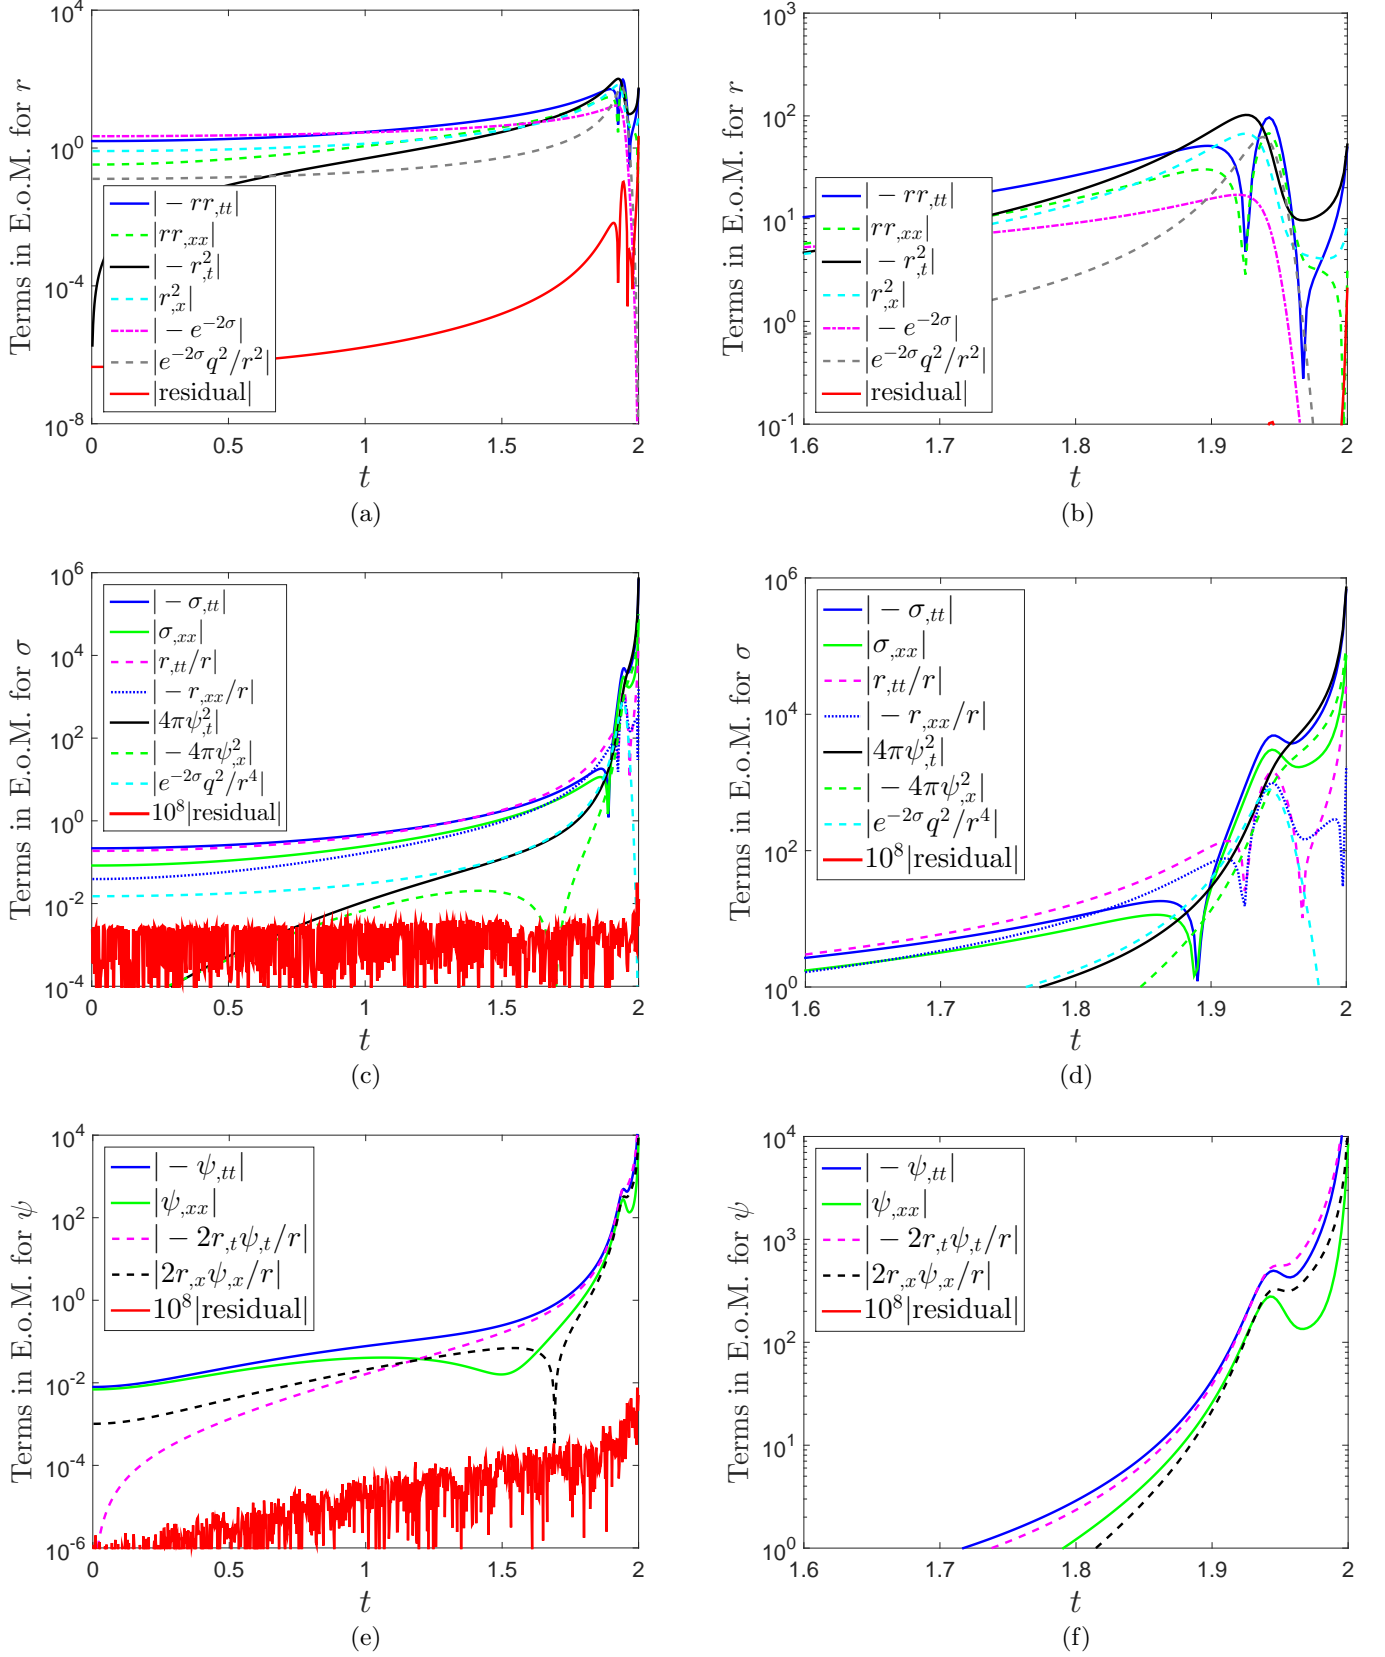 Terms in E.o.M. for r
10^4
10^0
10^-4
10^-8
|−rr,tt|
|rr,xx|
|−r,t^2|
|r,x^2|
|−e^−2σ|
|e^−2σ q^2/r^2|
|residual|
0
0.5
1
1.5
2
t
(a)
Terms in E.o.M. for r
10^3
10^2
10^1
10^0
10^-1
|−rr,tt|
|rr,xx|
|−r,t^2|
|r,x^2|
|−e^−2σ|
|e^−2σ q^2/r^2|
|residual|
1.6
1.7
1.8
1.9
2
t
(b)
Terms in E.o.M. for σ
10^6
10^4
10^2
10^0
10^-2
10^-4
|−σ,tt|
|σ,xx|
|r,tt/r|
|−r,xx/r|
|4πψ,t^2|
|−4πψ,x^2|
|e^−2σ q^2/r^4|
10^8|residual|
0
0.5
1
1.5
2
t
(c)
Terms in E.o.M. for σ
10^6
10^4
10^2
10^0
|−σ,tt|
|σ,xx|
|r,tt/r|
|−r,xx/r|
|4πψ,t^2|
|−4πψ,x^2|
|e^−2σ q^2/r^4|
10^8|residual|
1.6
1.7
1.8
1.9
2
t
(d)
Terms in E.o.M. for ψ
10^4
10^2
10^0
10^-2
10^-4
10^-6
|−ψ,tt|
|ψ,xx|
|−2r,tψ,t/r|
|2r,xψ,x/r|
10^8|residual|
0
0.5
1
1.5
2
t
(e)
Terms in E.o.M. for ψ
10^4
10^3
10^2
10^1
10^0
|−ψ,tt|
|ψ,xx|
|−2r,tψ,t/r|
|2r,xψ,x/r|
10^8|residual|
1.6
1.7
1.8
1.9
2
t
(f)